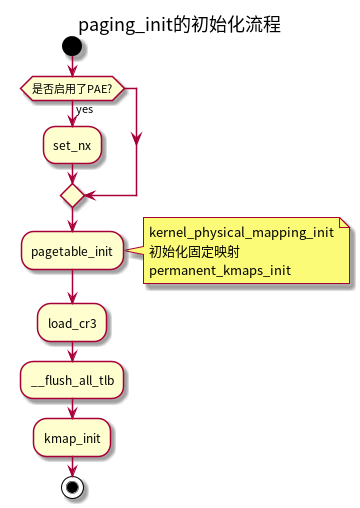 paging_init的初始化流程
是否启用了PAE?
yes
set_nx
pagetable_init
kernel_physical_mapping_init
初始化固定映射
permanent_kmaps_init
load_cr3
__flush_all_tlb
kmap_init